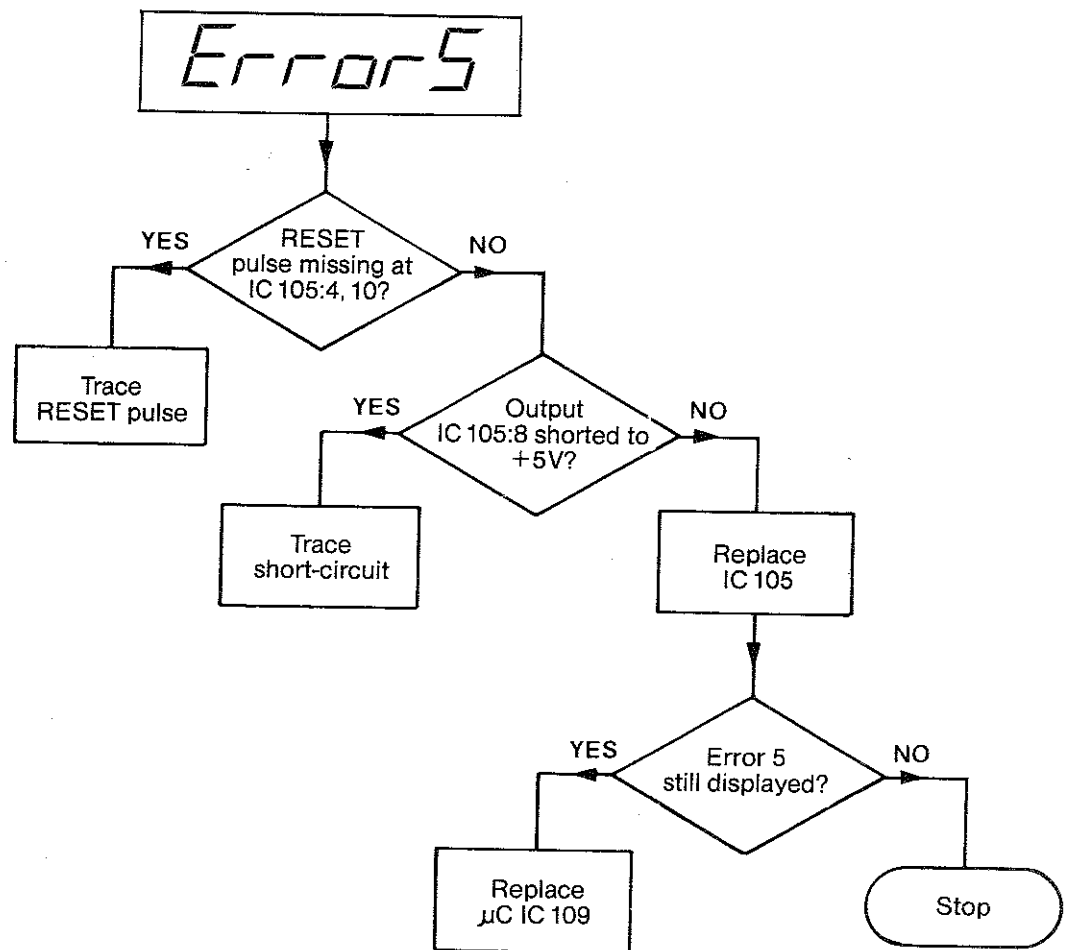 Error5
RESET
pulse missing at
IC 105:4, 10?
YES
NO
Trace
RESET pulse
Output
IC 105:8 shorted to
+5V?
YES
NO
Trace
short-circuit
Replace
IC 105
Error 5
still displayed?
YES
NO
Replace
µC IC 109
Stop